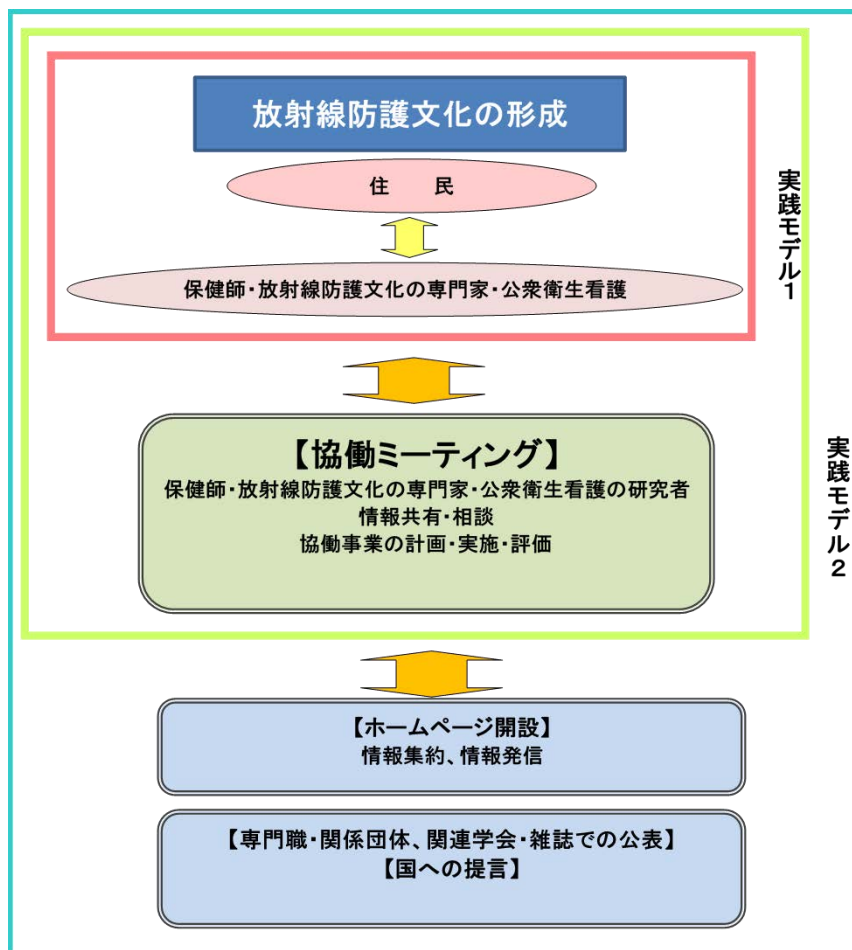 放射線防護文化の形成
住　　民
保健師・放射線防護文化の専門家・公衆衛生看護
実践モデル1
【協働ミーティング】
保健師・放射線防護文化の専門家・公衆衛生看護の研究者
情報共有・相談
協働事業の計画・実施・評価
実践モデル2
【ホームページ開設】
情報集約、情報発信
【専門職・関係団体、関連学会・雑誌での公表】
【国への提言】